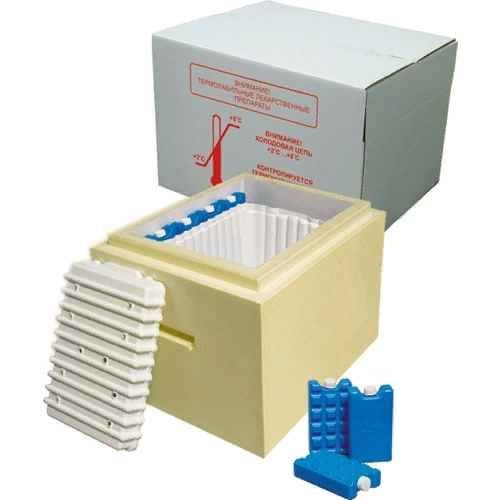 ВНИМАНИЕ!
ТЕРМОЛАБИЛЬНЫЕ ЛЕКАРСТВЕННЫЕ
ПРЕПАРАТЫ
+8°C
+2°C
ВНИМАНИЕ!
ХОЛОДОВАЯ ЦЕПЬ
+2°C ...+8°C
КОНТРОЛИРУЕТСЯ